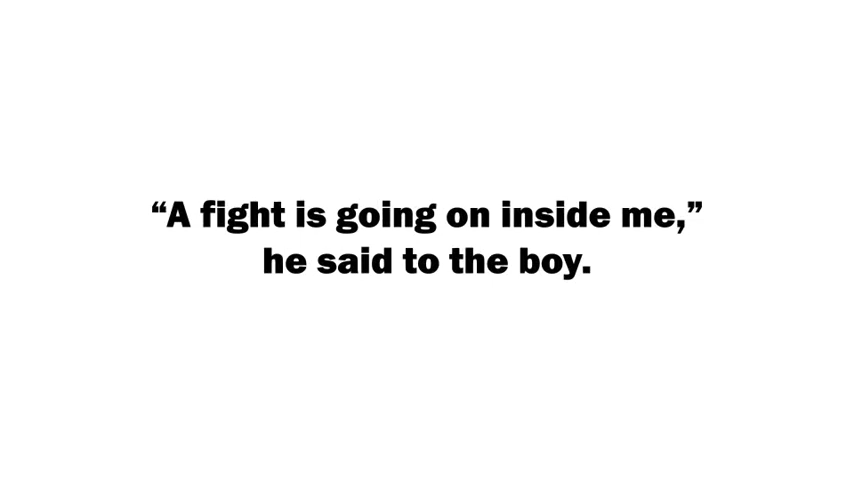 “A fight is going on inside me,”
he said to the boy.